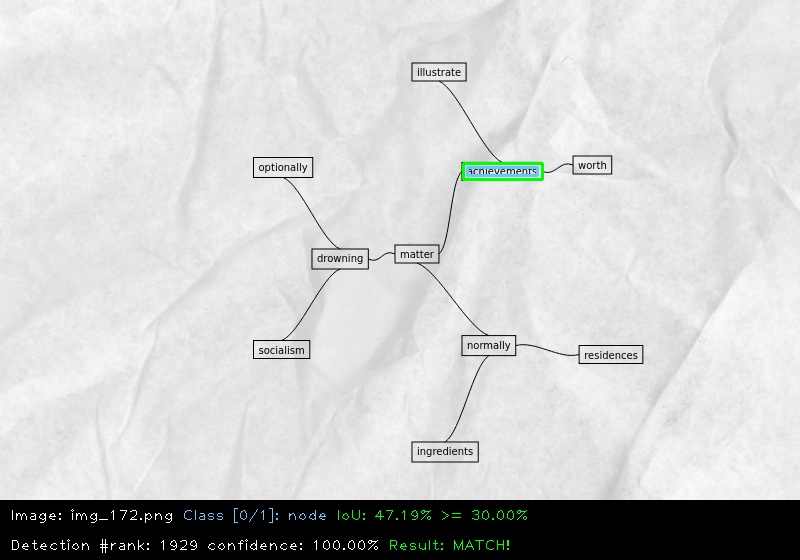 illustrate
optionally
achievements
worth
drowning
matter
socialism
normally
residences
ingredients
Image: img_172.png Class [0/1]: node IoU: 47.19% >= 30.00%
Detection #rank: 1929 confidence: 100.00% Result: MATCH!